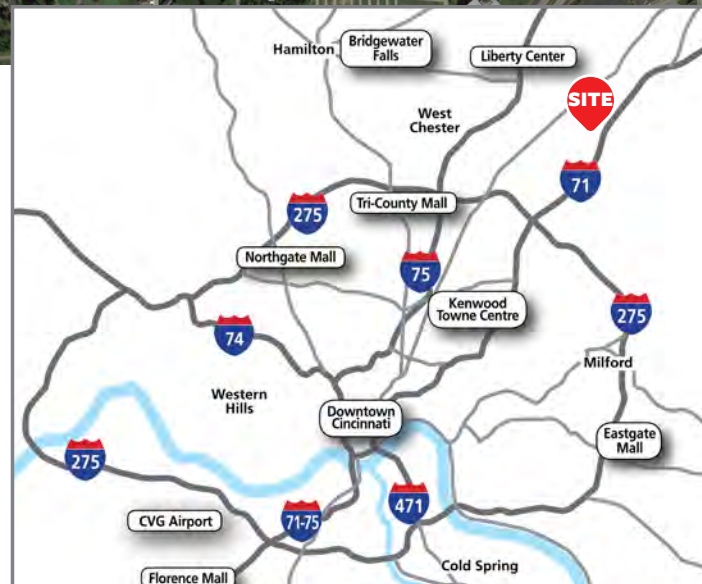 Hamilton
Bridgewater
Falls
Liberty Center
SITE
West
Chester
71
Tri-County Mall
275
Northgate Mall
75
Kenwood
Towne Centre
275
74
Milford
Western
Hills
Downtown
Cincinnati
Eastgate
Mall
275
471
71-75
CVG Airport
Cold Spring
Florence Mall